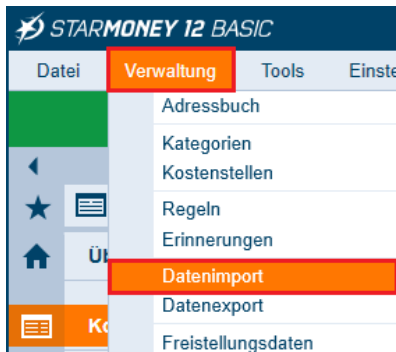 STARMONEY 12 BASIC
Datei Verwaltung Tools
Adressbuch
Kategorien
Kostenstellen
Regeln
Erinnerungen
Datenimport
Datenexport
Freistellungsdaten